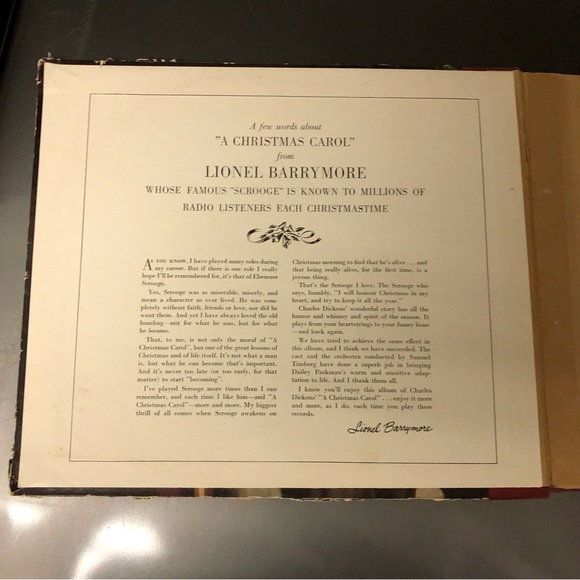 A few words about
"A CHRISTMAS CAROL"
from
LIONEL BARRYMORE
WHOSE FAMOUS "SCROOGE" IS KNOWN TO MILLIONS OF
RADIO LISTENERS EACH CHRISTMASTIME
AS YOU KNOW, I have played many roles during
my career. But if there is one role I really
hope I'll be remembered for, it's that of Ebenezer
Scrooge.
Yes, Scrooge was as miserable, miserly, and
mean a character as ever lived. He was com-
pletely without faith, friends or love, nor did he
want them. And yet I have always loved the old
humbug—not for what he was, but for what
he became.
That, to me, is not only the moral of "A
Christmas Carol", but one of the great lessons of
Christmas and of life itself. It's not what a man
is, but what he can become that's important.
And it's never too late (or too early, for that
matter) to start "becoming".
I've played Scrooge more times than I can
remember, and each time I like him—and "A
Christmas Carol"—more and more. My biggest
thrill of all comes when Scrooge awakens on
Christmas morning to find that he's alive . . . and
that being really alive, for the first time, is a
joyous thing.
That's the Scrooge I love. The Scrooge who
says, humbly, "I will honour Christmas in my
heart, and try to keep it all the year."
Charles Dickens' wonderful story has all the
humor and whimsy and spirit of the season. It
plays from your heartstrings to your funny bone
—and back again.
We have tried to achieve the same effect in
this album, and I think we have succeeded. The
cast and the orchestra conducted by Samuel
Timberg have done a superb job in bringing
Dailey Paskman's warm and sensitive adap-
tation to life. And I thank them all.
I know you'll enjoy this album of Charles
Dickens' "A Christmas Carol" . . . enjoy it more
and more, as I do, each time you play these
records.
Lionel Barrymore